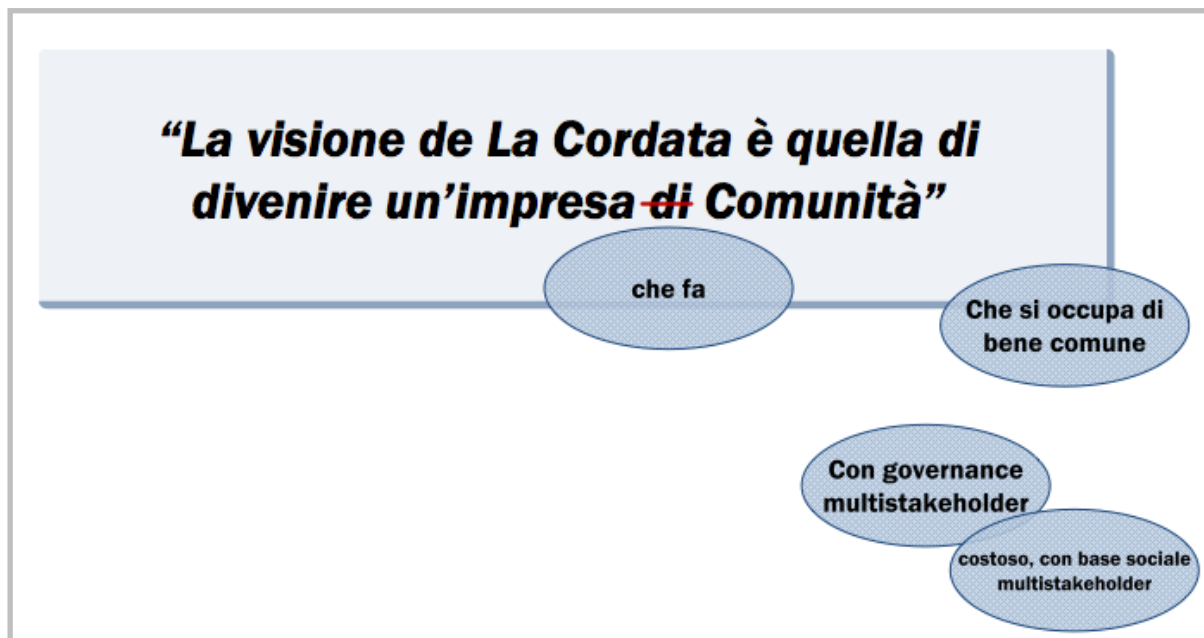 “La visione de La Cordata è quella di
divenire un’impresa di Comunità”
che fa
Che si occupa di
bene comune
Con governance
multistakeholder
costoso, con base sociale
multistakeholder